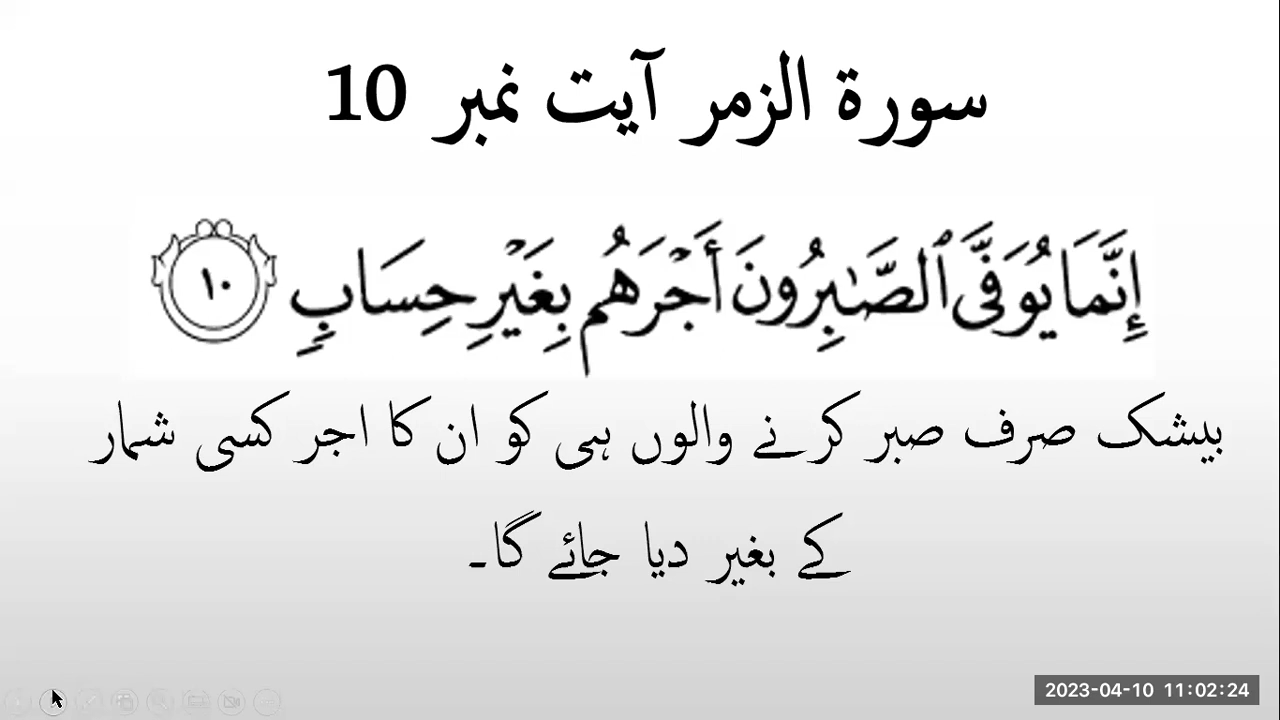 سورة الزمر آیت نمبر 10
إِنَّمَا يُوَفَّى ٱلصَّـٰبِرُونَ أَجْرَهُم بِغَيْرِ حِسَابٍ ١٠
بیشک صرف صبر کرنے والوں ہی کو ان کا اجر کسی شمار
کے بغیر دیا جائے گا۔
2023-04-10 11:02:24